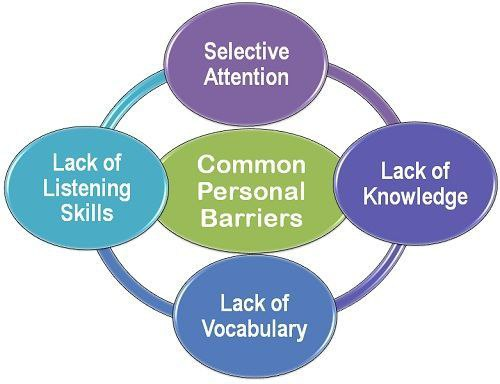 Selective
Attention
Lack of
Listening
Skills
Common
Personal
Barriers
Lack of
Knowledge
Lack of
Vocabulary